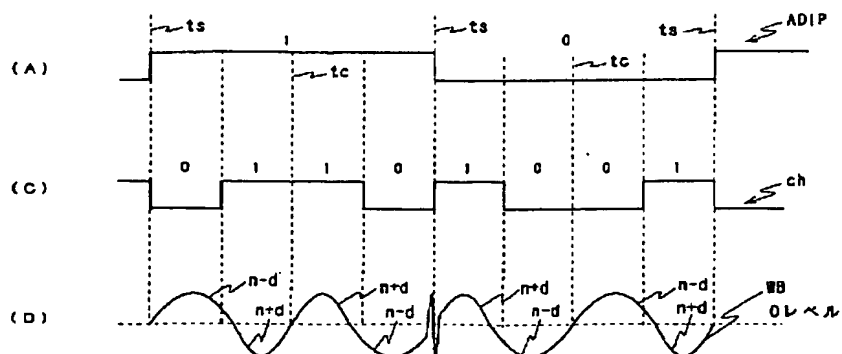 ts ts ts ADIP
1 0
(A) tc tc
0 1 1 0 1 0 0 1
(C) ch
n-d n+d n+d n-d WB
(D) n+d n-d n-d n+d 0レベル